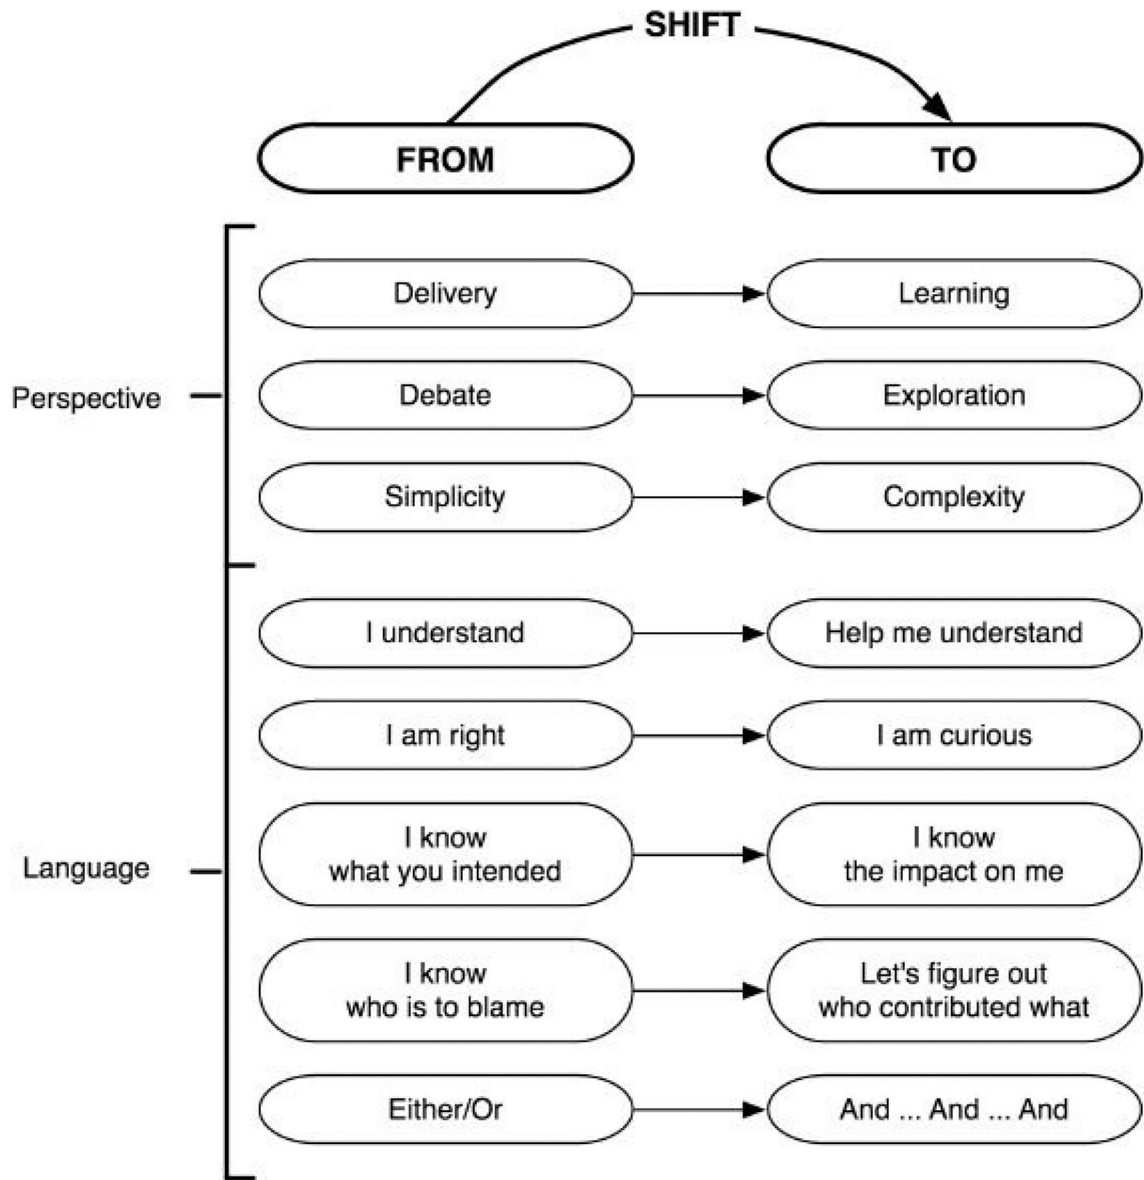 SHIFT
FROM
TO
Perspective
Delivery
Learning
Debate
Exploration
Simplicity
Complexity
Language
I understand
Help me understand
I am right
I am curious
I know
what you intended
I know
the impact on me
I know
who is to blame
Let's figure out
who contributed what
Either/Or
And ... And ... And